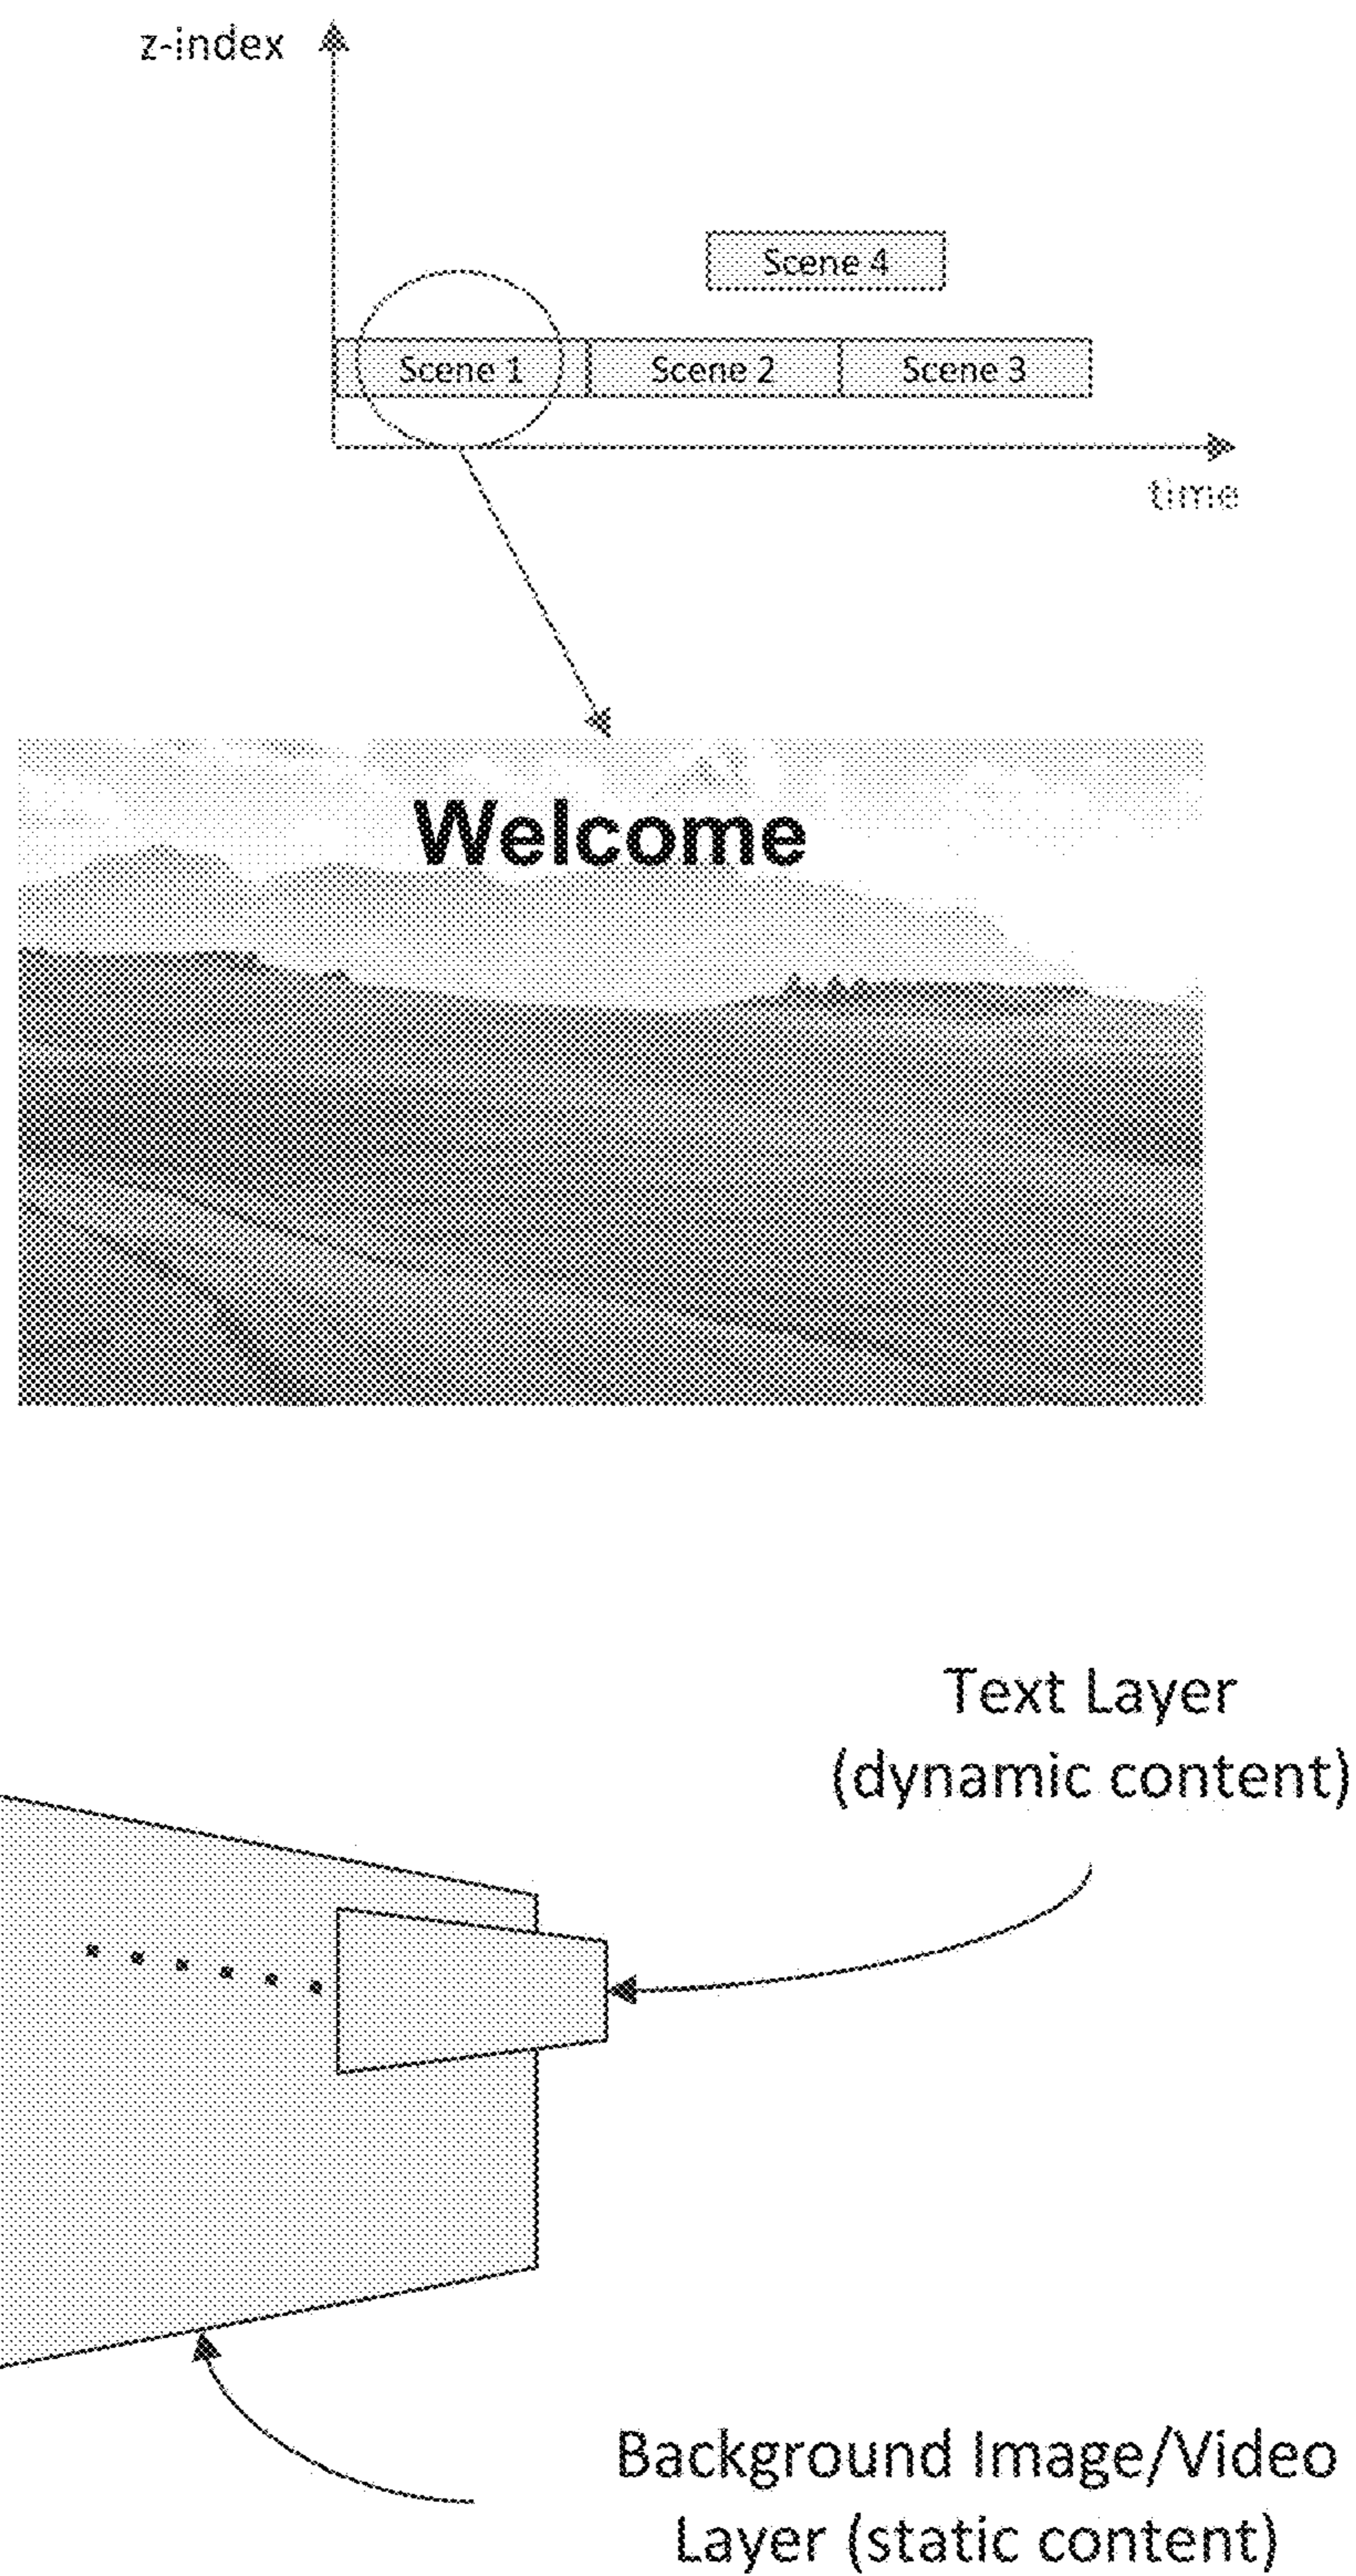 z-index
Scene 4
Scene 1
Scene 2
Scene 3
time
Welcome
Text Layer
(dynamic content)
Background Image/Video
Layer (static content)